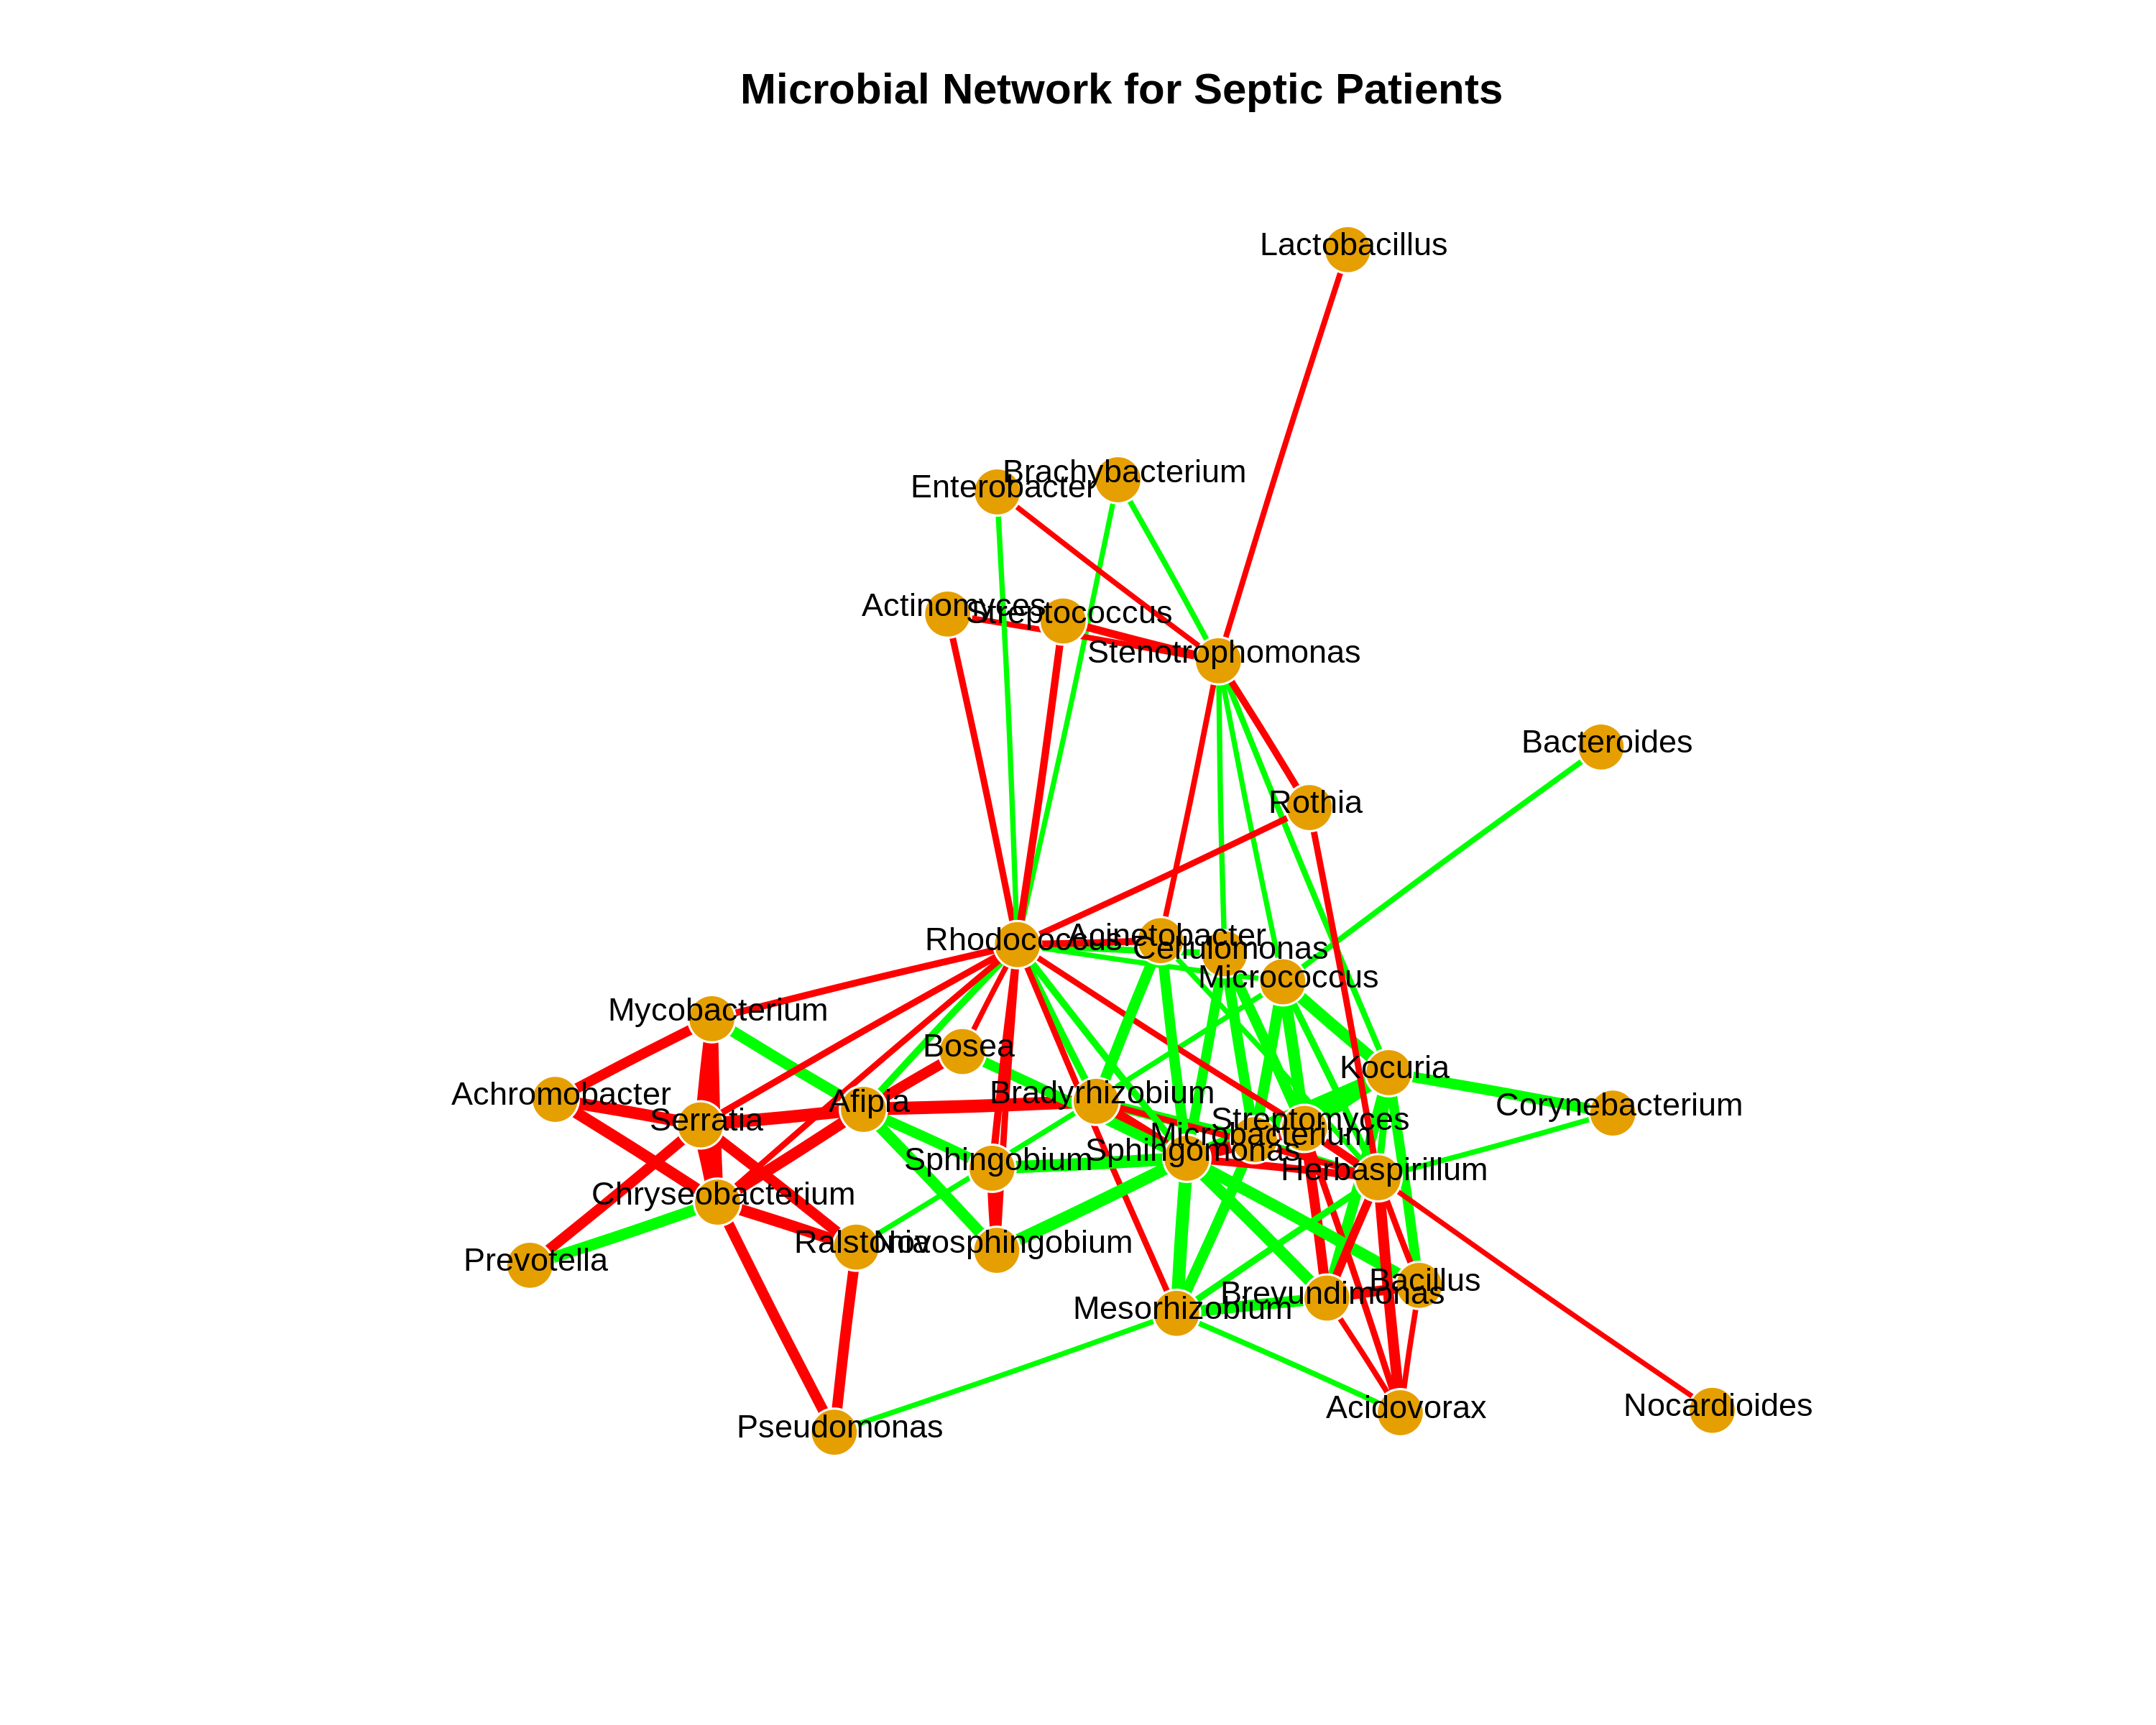 Microbial Network for Septic Patients
Lactobacillus
Brachybacterium
Enterobacter
Actinomyces
Streptococcus
Stenotrophomonas
Bacteroides
Rothia
Rhodococcus
Acinetobacter
Cellulomonas
Micrococcus
Mycobacterium
Bosea
Kocuria
Achromobacter
Afipia
Bradyrhizobium
Corynebacterium
Serratia
Streptomyces
Microbacterium
Sphingomonas
Sphingobium
Herbaspirillum
Chryseobacterium
Ralstonia
Novosphingobium
Prevotella
Bacillus
Brevundimonas
Mesorhizobium
Acidovorax
Nocardioides
Pseudomonas